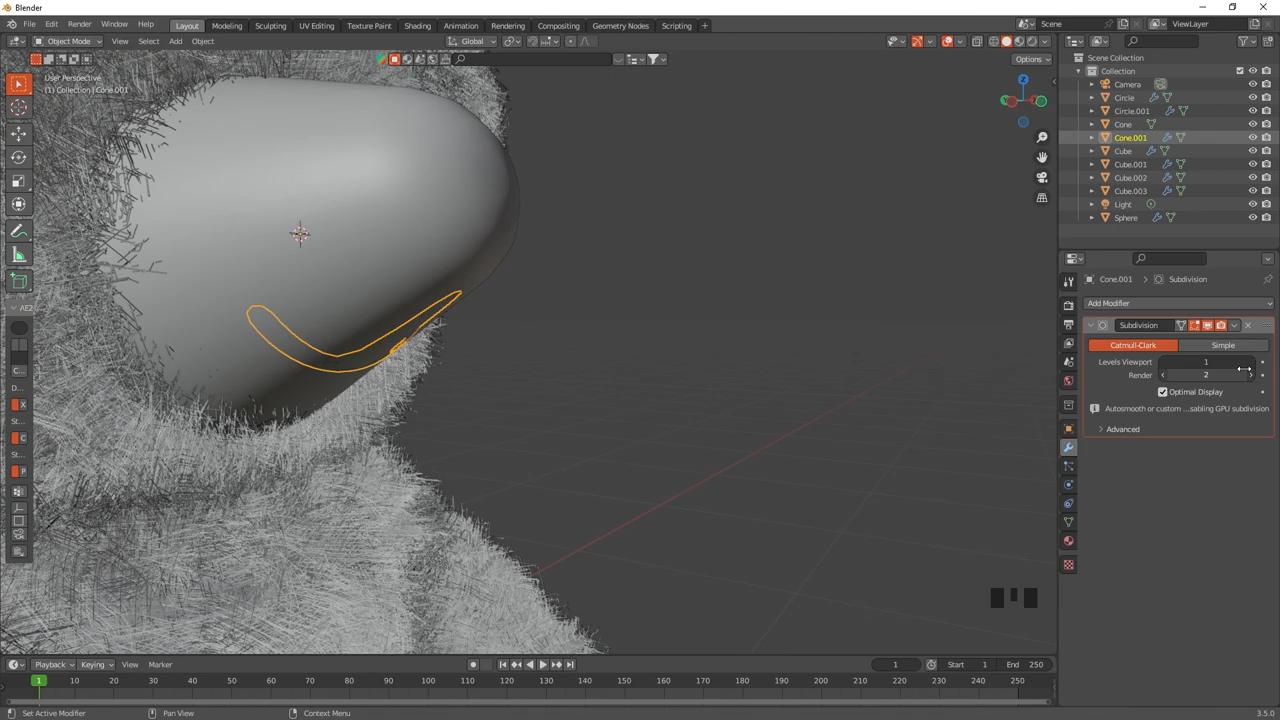 Blender
File Edit Render Window Help
Layout Modeling Sculpting UV Editing Texture Paint Shading Animation Rendering Compositing Geometry Nodes Scripting +
Scene
ViewLayer
Object Mode View Select Add Object
Global
Options
User Perspective
(1) Collection | Cone.001
Z
Scene Collection
Collection
Camera
Circle
Circle.001
Cone
Cone.001
Cube
Cube.001
Cube.002
Cube.003
Light
Sphere
Cone.001 Subdivision
Add Modifier
Subdivision
Catmull-Clark Simple
Levels Viewport 1
Render 2
Optimal Display
Autosmooth or custom ...sabling GPU subdivision
Advanced
AE2
C...
D...
X
St...
C
St...
P
Playback Keying View Marker
1 Start 1 End 250
1 10 20 30 40 50 60 70 80 90 100 110 120 130 140 150 160 170 180 190 200 210 220 230 240 250
Set Active Modifier Pan View Context Menu 3.5.0